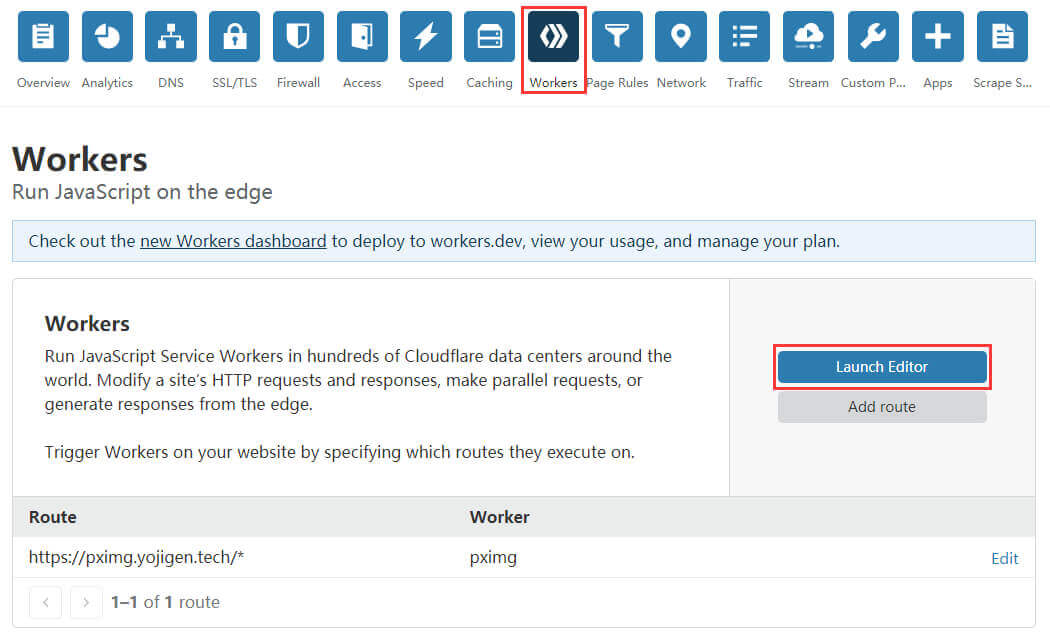 Overview Analytics DNS SSL/TLS Firewall Access Speed Caching Workers Page Rules Network Traffic Stream Custom P... Apps Scrape S...
Workers
Run JavaScript on the edge
Check out the new Workers dashboard to deploy to workers.dev, view your usage, and manage your plan.
Workers
Run JavaScript Service Workers in hundreds of Cloudflare data centers around the
world. Modify a site's HTTP requests and responses, make parallel requests, or
generate responses from the edge.
Trigger Workers on your website by specifying which routes they execute on.
Launch Editor
Add route
Route Worker
https://pximg.yojigen.tech/* pximg Edit
1–1 of 1 route